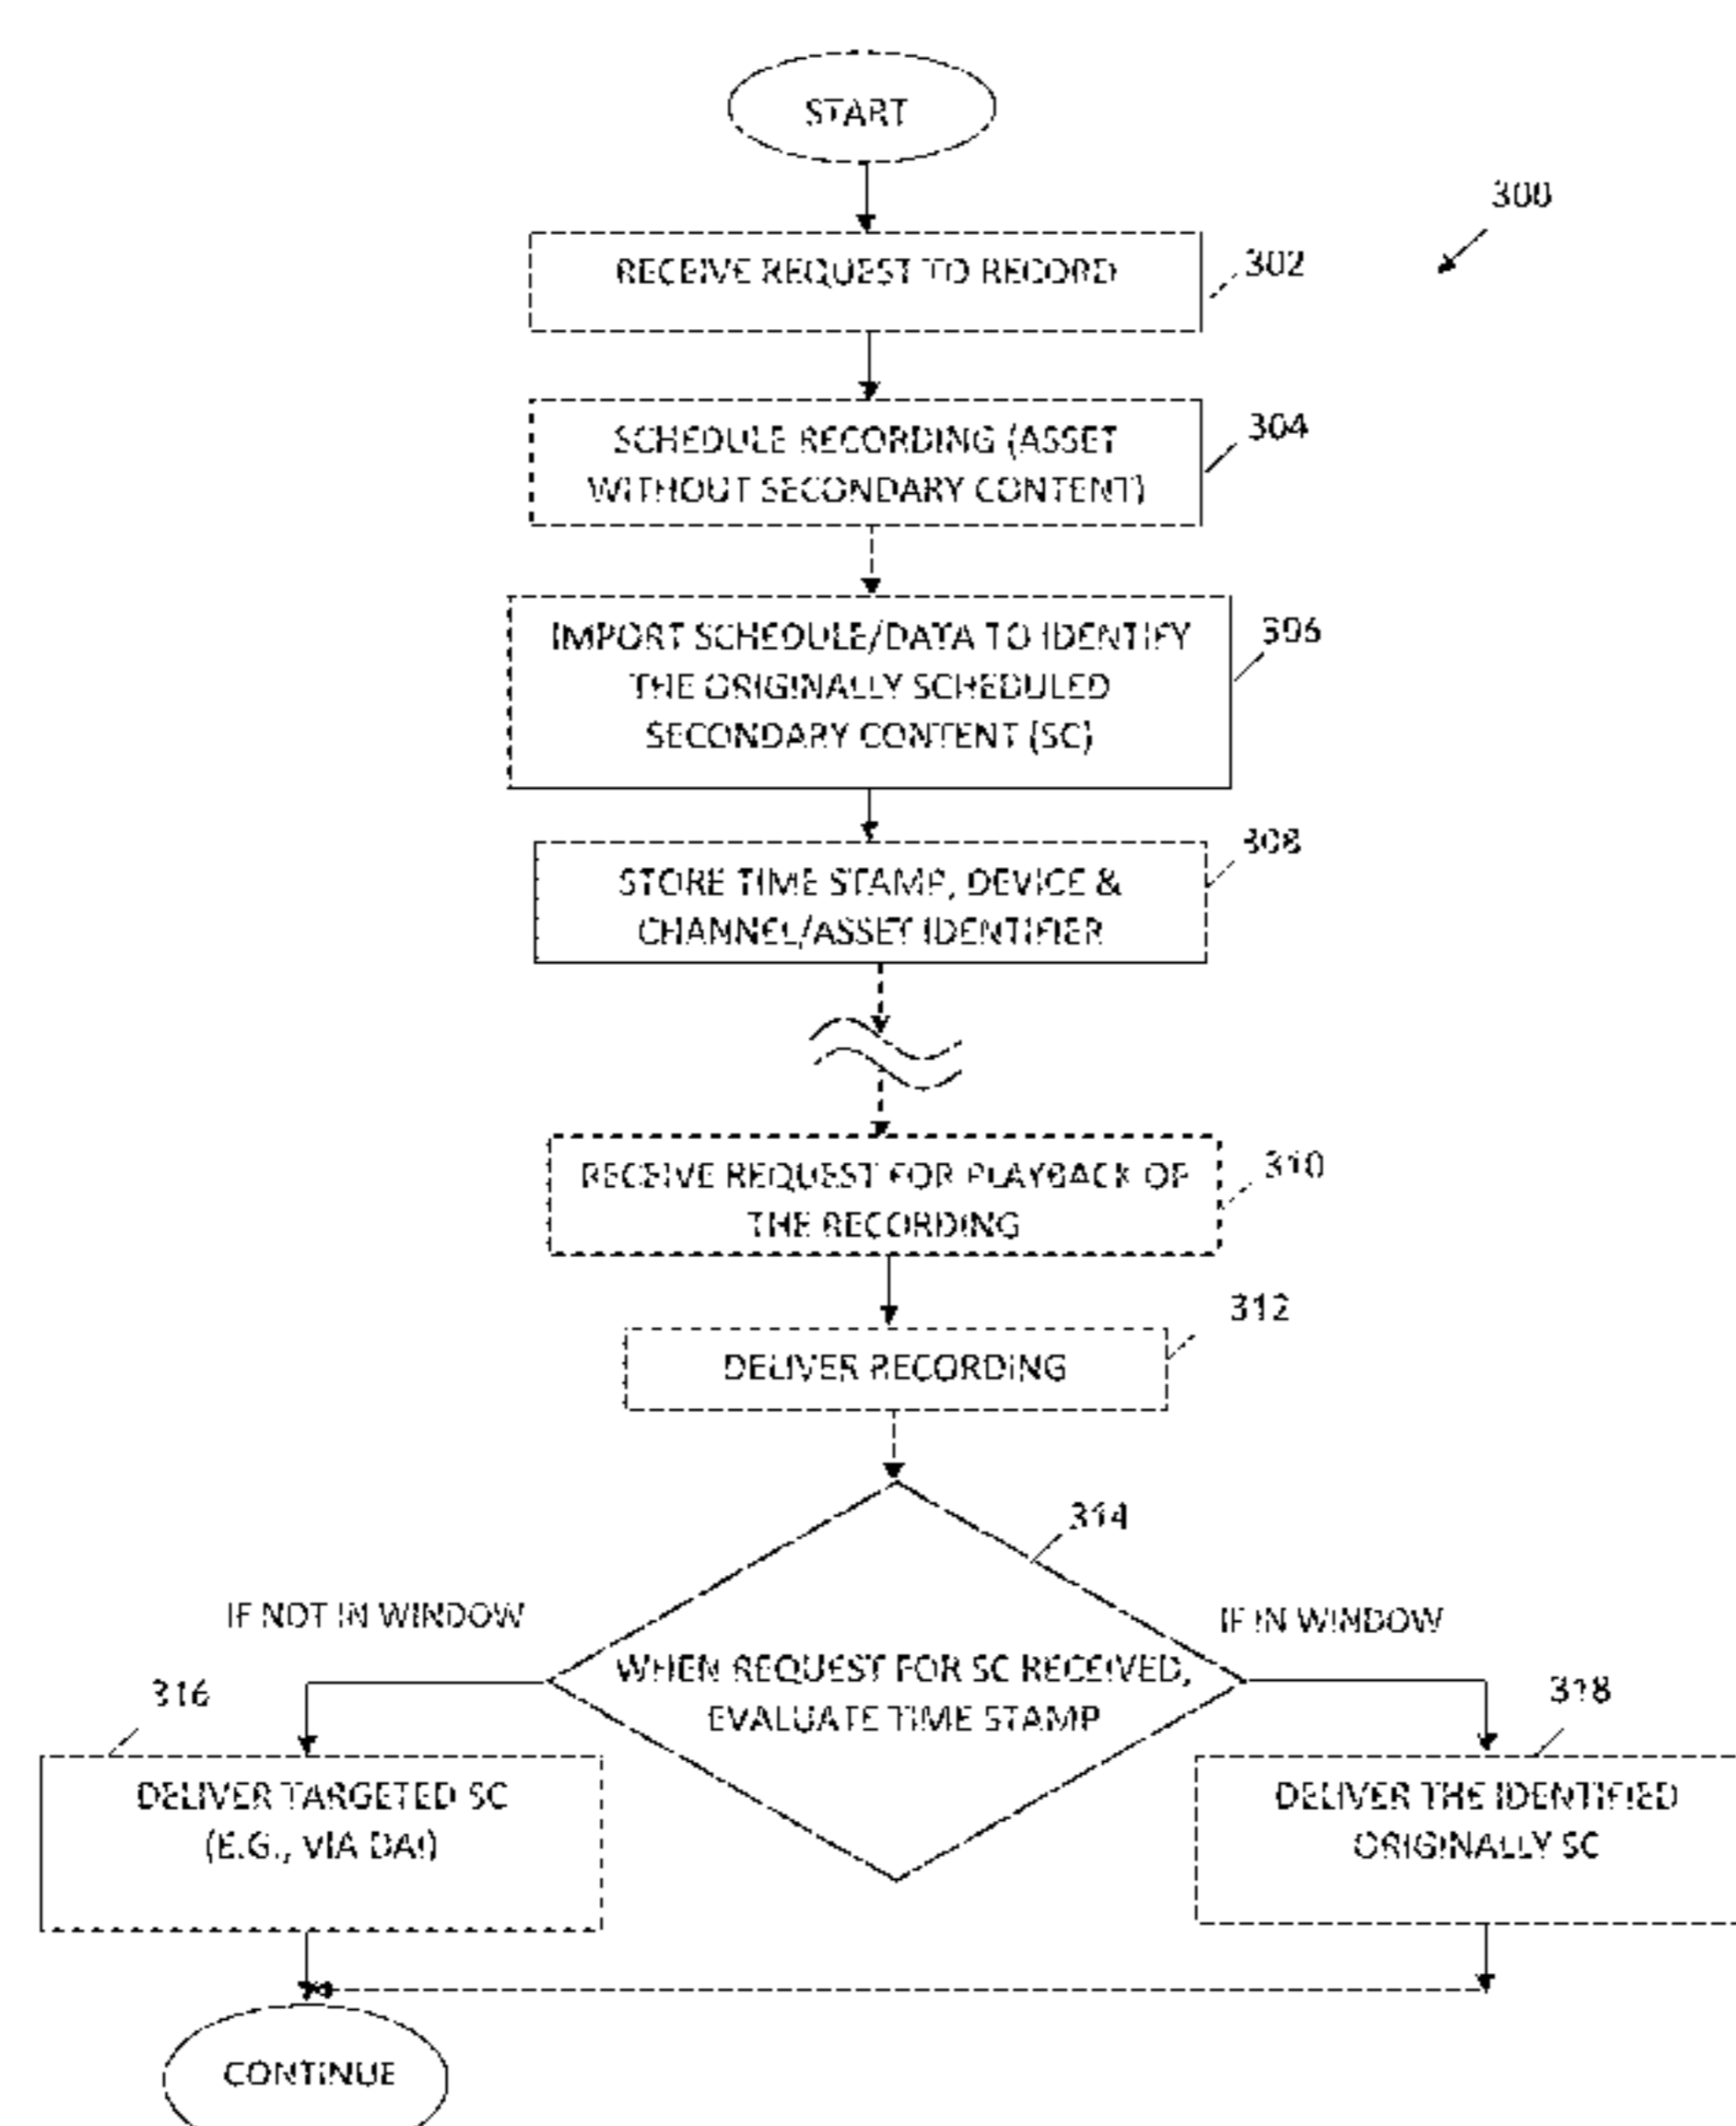 START
300
RECEIVE REQUEST TO RECORD
302
SCHEDULE RECORDING (ASSET
WITHOUT SECONDARY CONTENT)
304
IMPORT SCHEDULE/DATA TO IDENTIFY
THE ORIGINALLY SCHEDULED
SECONDARY CONTENT (SC)
306
STORE TIME STAMP, DEVICE &
CHANNEL/ASSET IDENTIFIER
308
RECEIVE REQUEST FOR PLAYBACK OF
THE RECORDING
310
DELIVER RECORDING
312
314
IF NOT IN WINDOW
IF IN WINDOW
WHEN REQUEST FOR SC RECEIVED,
EVALUATE TIME STAMP
316
318
DELIVER TARGETED SC
(E.G., VIA DAI)
DELIVER THE IDENTIFIED
ORIGINALLY SC
CONTINUE